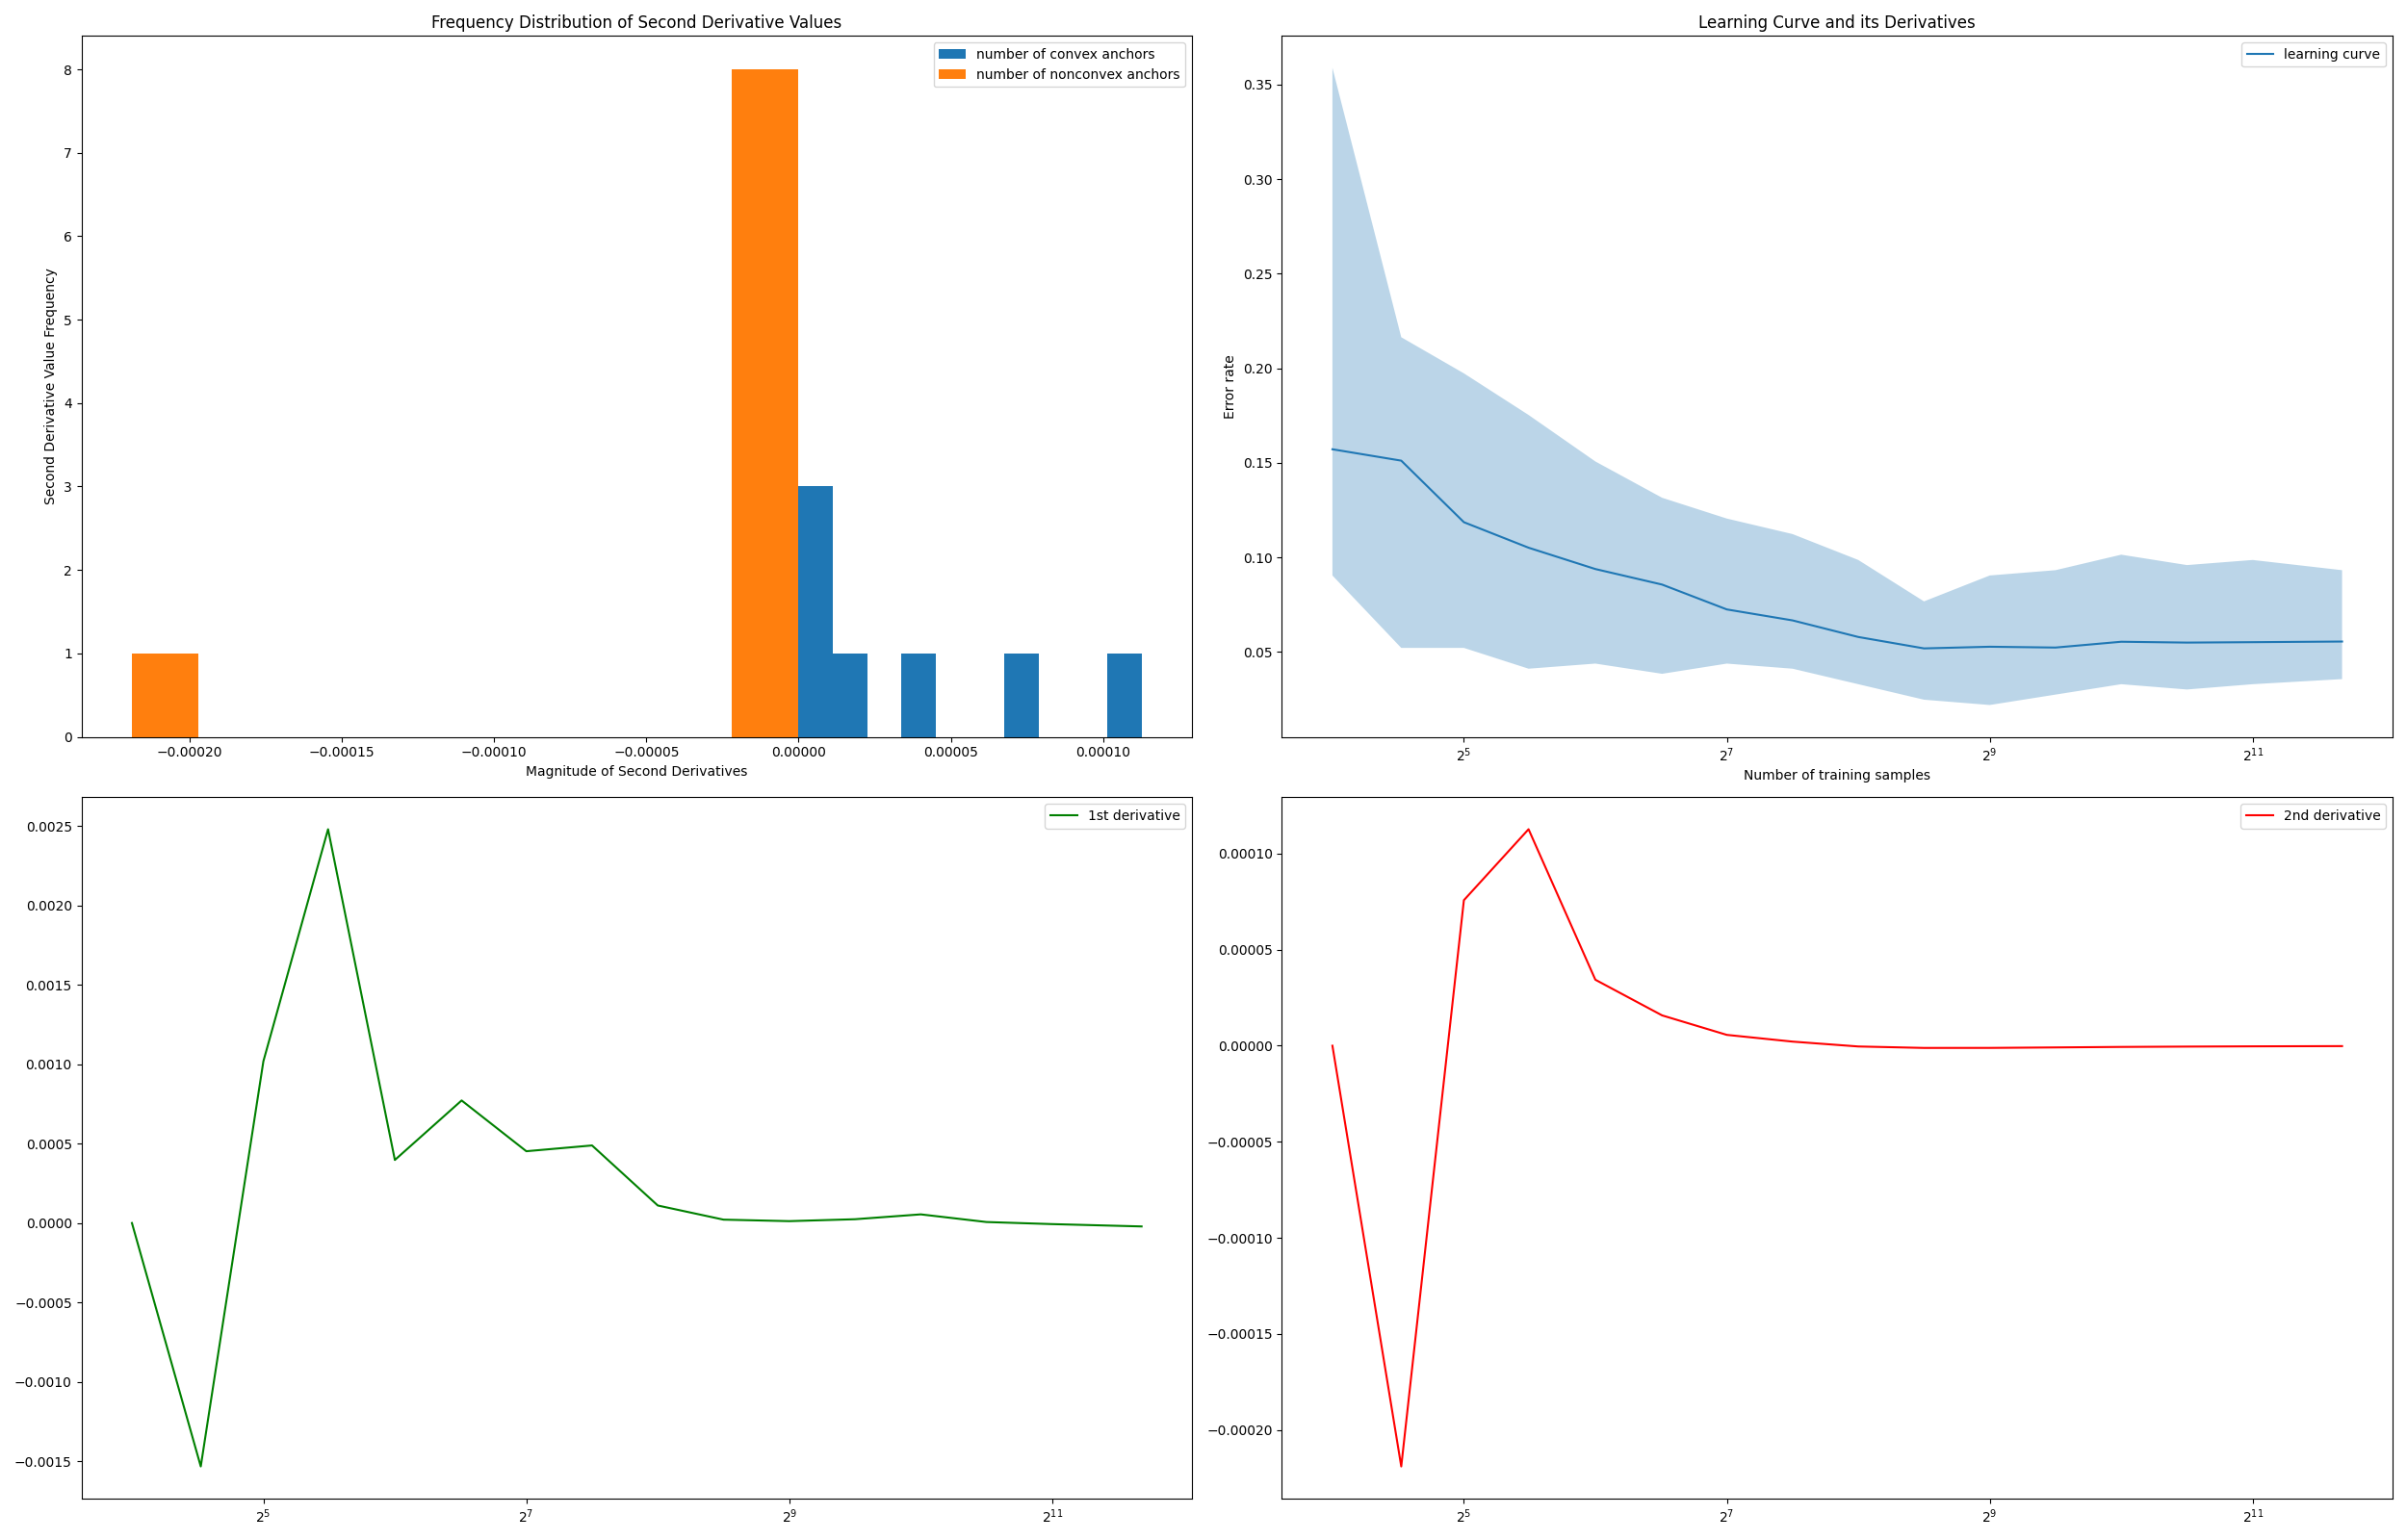 Frequency Distribution of Second Derivative Values
number of convex anchors
number of nonconvex anchors
8
7
6
5
4
3
2
1
0
Second Derivative Value Frequency
−0.00020 −0.00015 −0.00010 −0.00005 0.00000 0.00005 0.00010
Magnitude of Second Derivatives
Learning Curve and its Derivatives
learning curve
0.35
0.30
0.25
0.20
0.15
0.10
0.05
Error rate
2⁵ 2⁷ 2⁹ 2¹¹
Number of training samples
1st derivative
0.0025
0.0020
0.0015
0.0010
0.0005
0.0000
−0.0005
−0.0010
−0.0015
2⁵ 2⁷ 2⁹ 2¹¹
2nd derivative
0.00010
0.00005
0.00000
−0.00005
−0.00010
−0.00015
−0.00020
2⁵ 2⁷ 2⁹ 2¹¹